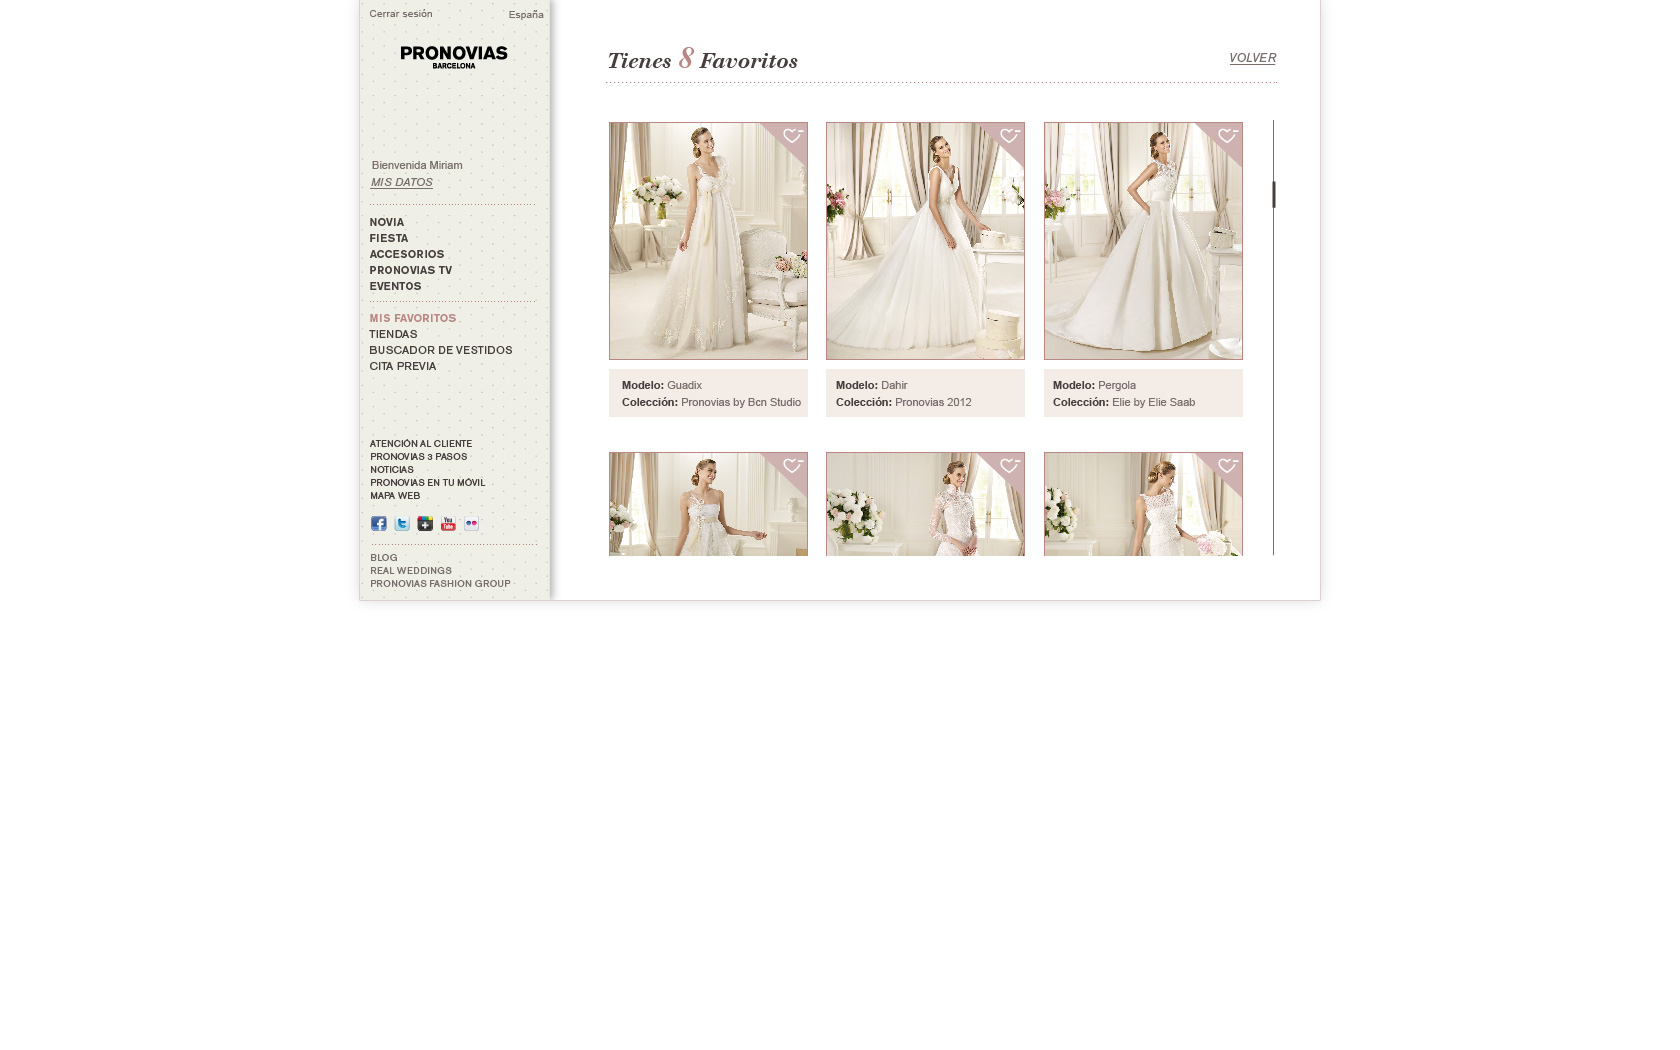 Cerrar sesión
España
PRONOVIAS
BARCELONA
Bienvenida Miriam
MIS DATOS
NOVIA
FIESTA
ACCESORIOS
PRONOVIAS TV
EVENTOS
MIS FAVORITOS
TIENDAS
BUSCADOR DE VESTIDOS
CITA PREVIA
ATENCIÓN AL CLIENTE
PRONOVIAS 3 PASOS
NOTICIAS
PRONOVIAS EN TU MÓVIL
MAPA WEB
You
Tube
BLOG
REAL WEDDINGS
PRONOVIAS FASHION GROUP
Tienes 8 Favoritos
VOLVER
Modelo: Guadix
Colección: Pronovias by Bcn Studio
Modelo: Dahir
Colección: Pronovias 2012
Modelo: Pergola
Colección: Elie by Elie Saab